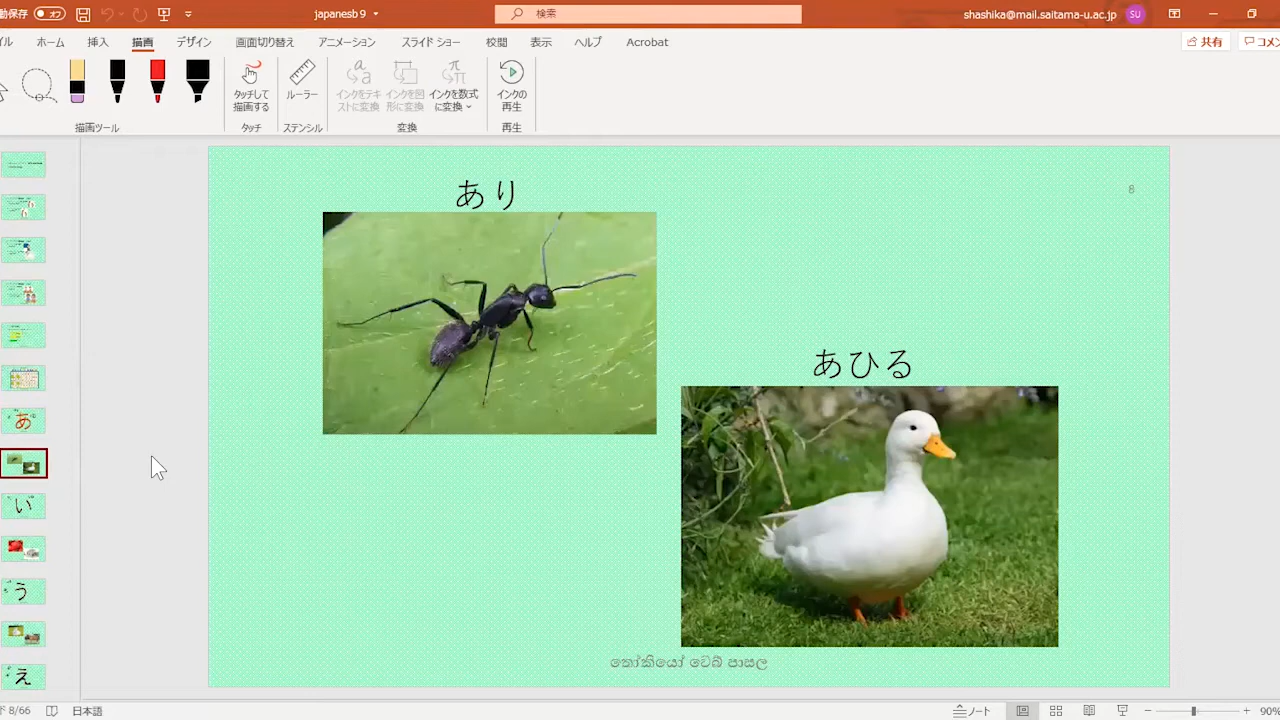 動保存 オフ
japanesb 9
検索
shashika@mail.saitama-u.ac.jp
SU
イル ホーム 挿入 描画 デザイン 画面切り替え アニメーション スライド ショー 校閲 表示 ヘルプ Acrobat
共有
コメン
タッチして
描画する
ルーラー
インクをテキ
ストに変換
インクを図
形に変換
インクを数式
に変換
インクの
再生
描画ツール タッチ ステンシル 変換 再生
あり
8
あひる
තෝකියෝ වෙබ් පාසල
あ
い
う
え
ド 8/66 日本語
ノート
90%